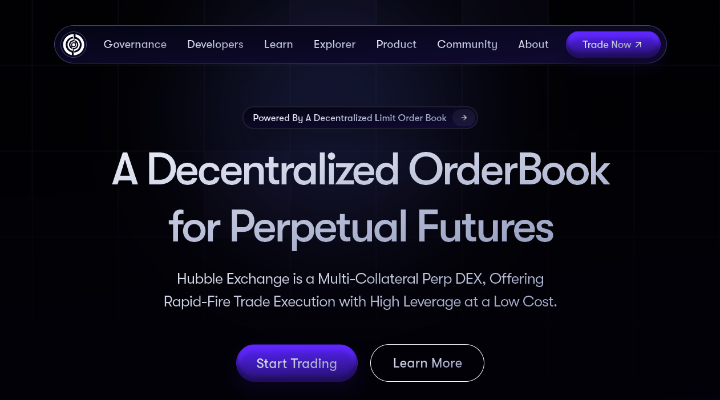 Governance Developers Learn Explorer Product Community About Trade Now
Powered By A Decentralized Limit Order Book
A Decentralized OrderBook
for Perpetual Futures
Hubble Exchange is a Multi-Collateral Perp DEX, Offering
Rapid-Fire Trade Execution with High Leverage at a Low Cost.
Start Trading Learn More